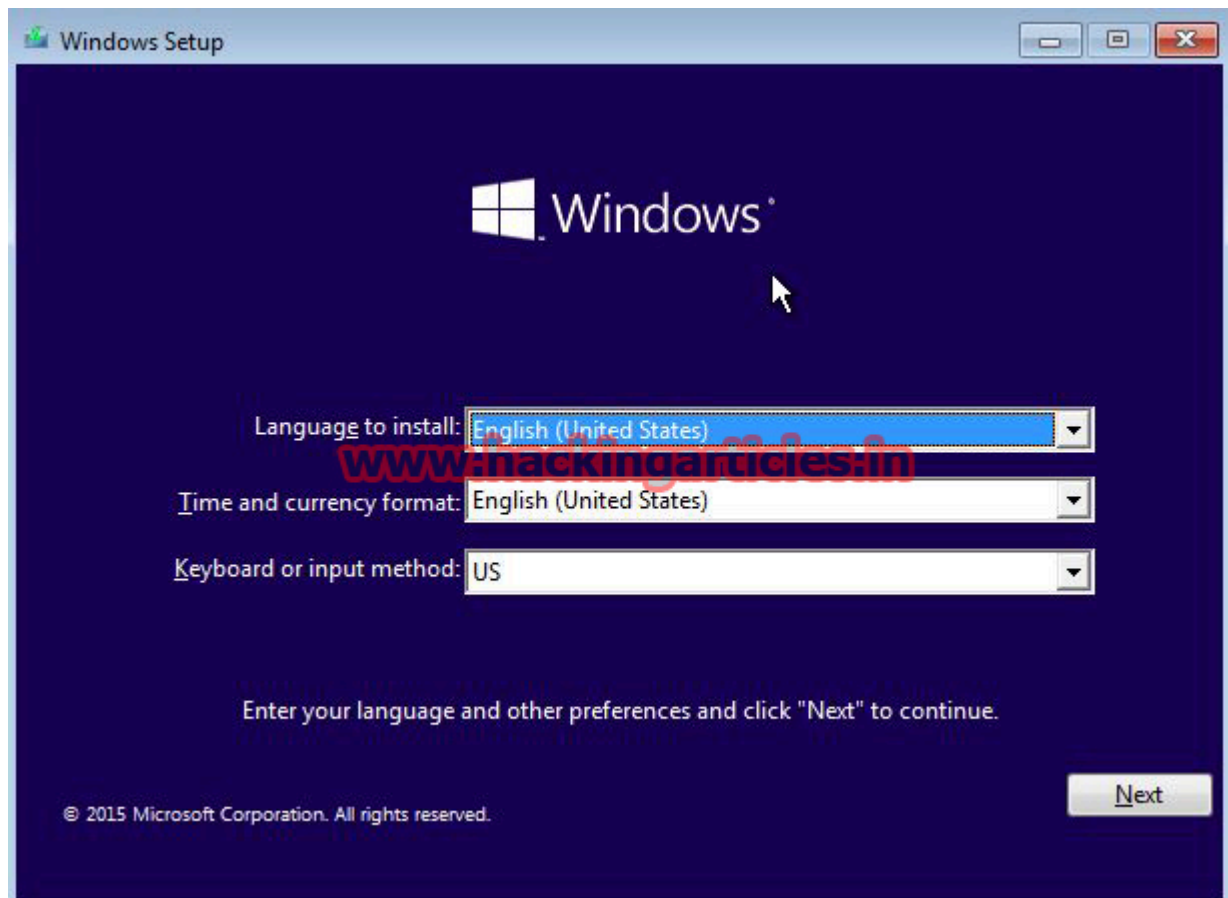 Windows Setup
Windows®
Language to install: English (United States)
www.hackingarticles.in
Time and currency format: English (United States)
Keyboard or input method: US
Enter your language and other preferences and click "Next" to continue.
Next
© 2015 Microsoft Corporation. All rights reserved.